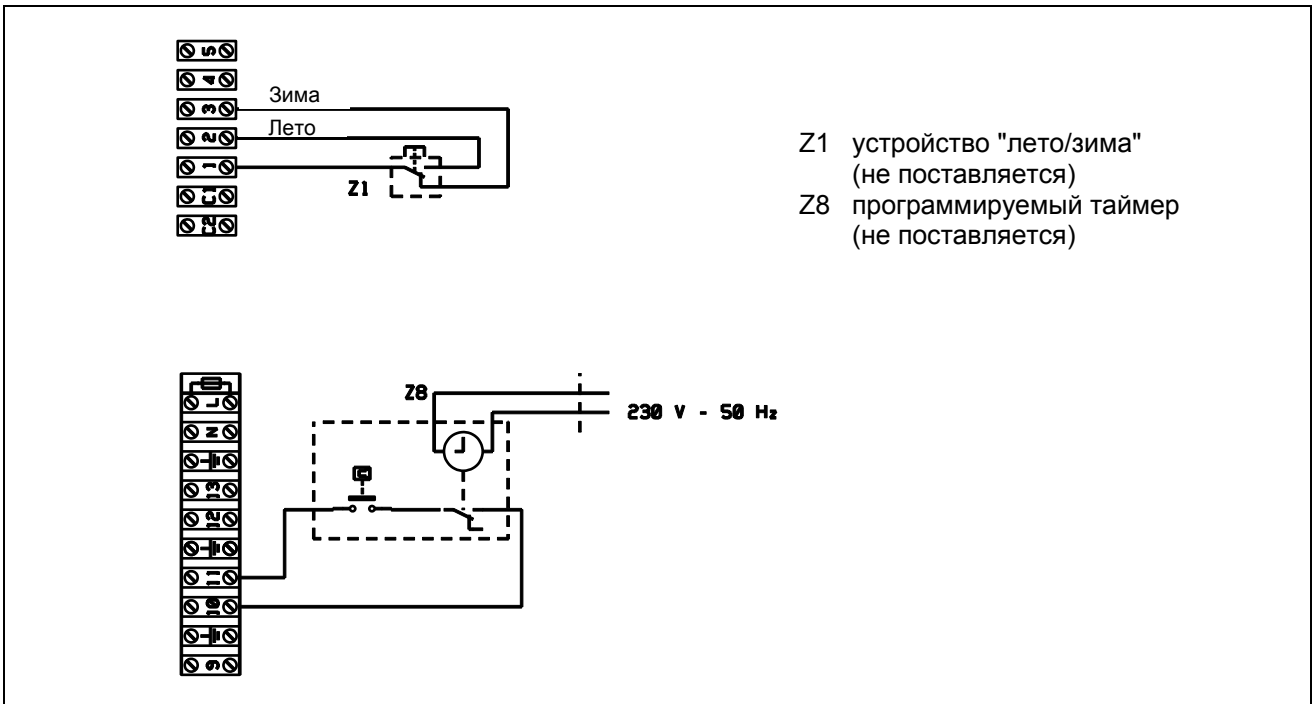 5
4
3 Зима
2 Лето
1
Z1
C1
C2
Z1 устройство "лето/зима"
(не поставляется)
Z8 программируемый таймер
(не поставляется)
L
Z8
230 V - 50 Hz
N
13
12
11
10
9